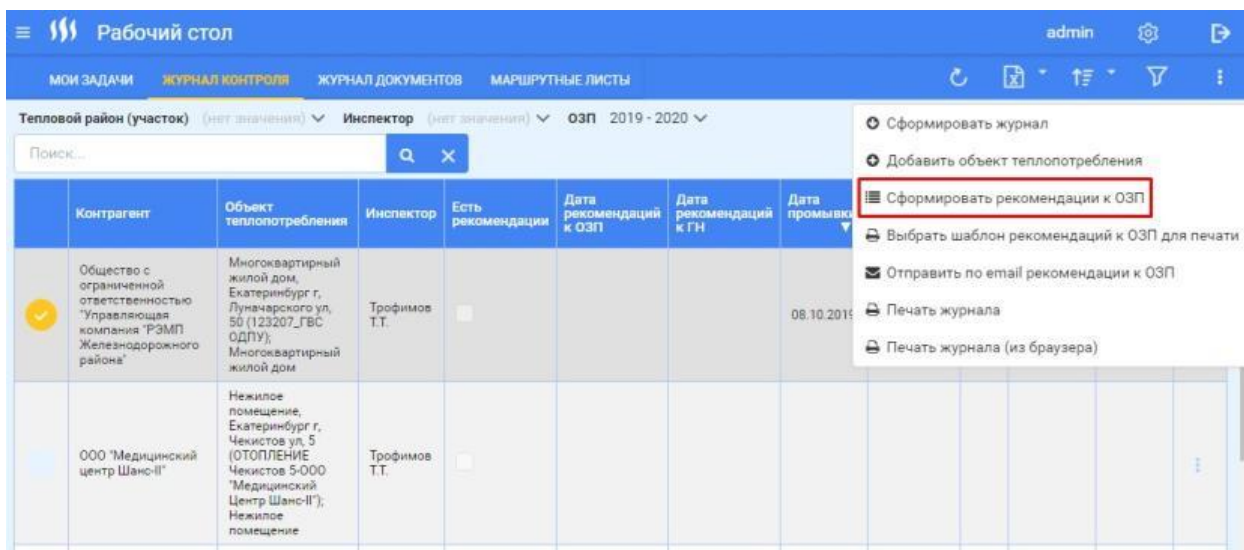 Рабочий стол
admin
МОИ ЗАДАЧИ ЖУРНАЛ КОНТРОЛЯ ЖУРНАЛ ДОКУМЕНТОВ МАРШРУТНЫЕ ЛИСТЫ
Тепловой район (участок) (нет значения) Инспектор (нет значения) ОЗП 2019 - 2020
Поиск...
Сформировать журнал
Добавить объект теплопотребления
Сформировать рекомендации к ОЗП
Выбрать шаблон рекомендаций к ОЗП для печати
Отправить по email рекомендации к ОЗП
Печать журнала
Печать журнала (из браузера)
Контрагент
Объект
теплопотребления
Инспектор
Есть
рекомендации
Дата
рекомендаций
к ОЗП
Дата
рекомендаций
к ГН
Дата
промывки
Общество с
ограниченной
ответственностью
"Управляющая
компания "РЭМП
Железнодорожного
района"
Многоквартирный
жилой дом,
Екатеринбург г,
Луначарского ул,
50 (123207_ГВС
ОДПУ);
Многоквартирный
жилой дом
Трофимов
Т.Т.
08.10.2019
ООО "Медицинский
центр Шанс-II"
Нежилое
помещение,
Екатеринбург г,
Чекистов ул, 5
(ОТОПЛЕНИЕ
Чекистов 5-ООО
"Медицинский
Центр Шанс-II");
Нежилое
помещение
Трофимов
Т.Т.